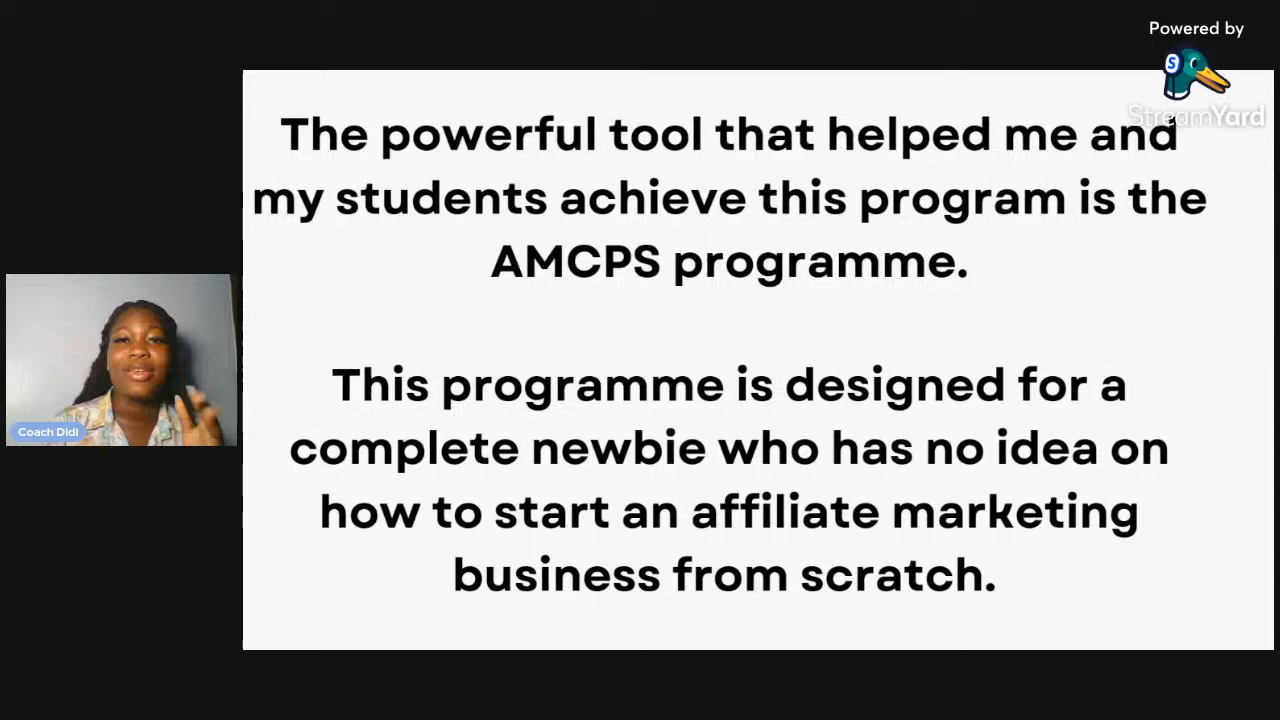 Powered by
StreamYard
The powerful tool that helped me and
my students achieve this program is the
AMCPS programme.
This programme is designed for a
complete newbie who has no idea on
how to start an affiliate marketing
business from scratch.
Coach Didi